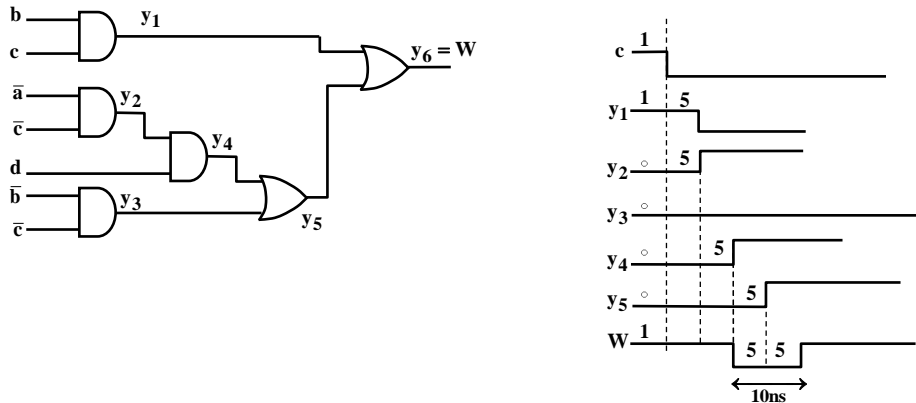 b
c
y1
y6 = W
ā
c̄
y2
d
y4
b̄
c̄
y3
y5
c 1
y1 1 5
y2 ° 5
y3 °
y4 ° 5
y5 ° 5
W 1 5 5
10ns